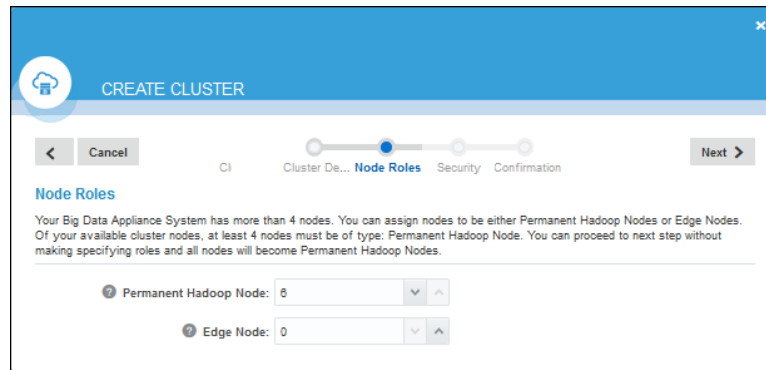 CREATE CLUSTER
Cancel
Cl Cluster De... Node Roles Security Confirmation
Next
Node Roles
Your Big Data Appliance System has more than 4 nodes. You can assign nodes to be either Permanent Hadoop Nodes or Edge Nodes.
Of your available cluster nodes, at least 4 nodes must be of type: Permanent Hadoop Node. You can proceed to next step without
making specifying roles and all nodes will become Permanent Hadoop Nodes.
Permanent Hadoop Node: 6
Edge Node: 0